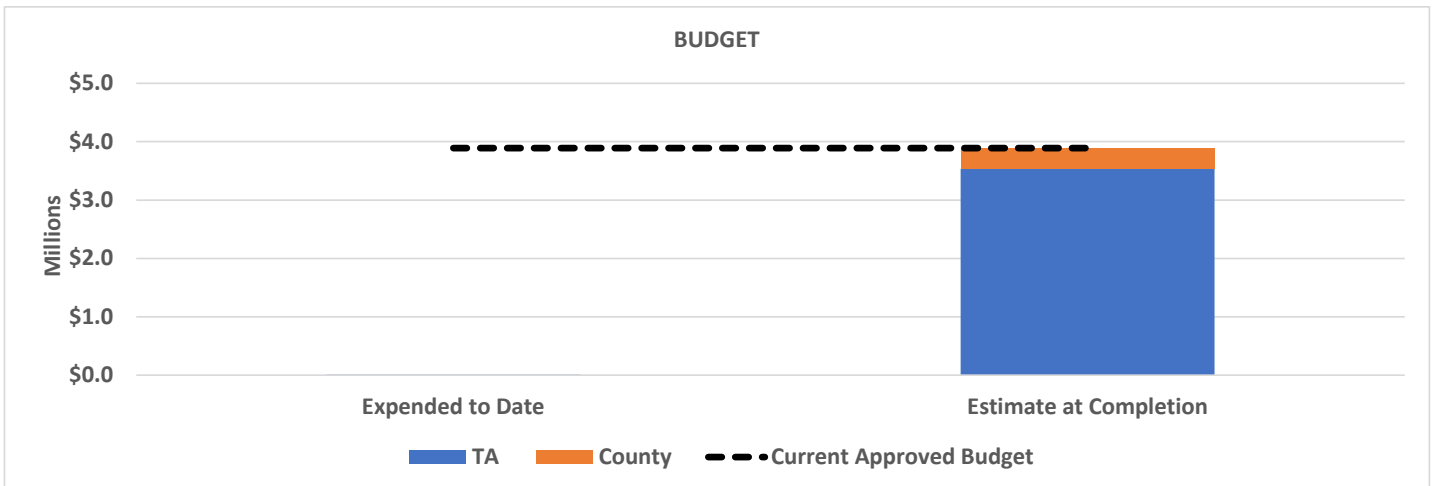 BUDGET
$5.0
$4.0
$3.0
$2.0
$1.0
$0.0
Millions
Expended to Date
Estimate at Completion
TA
County
Current Approved Budget